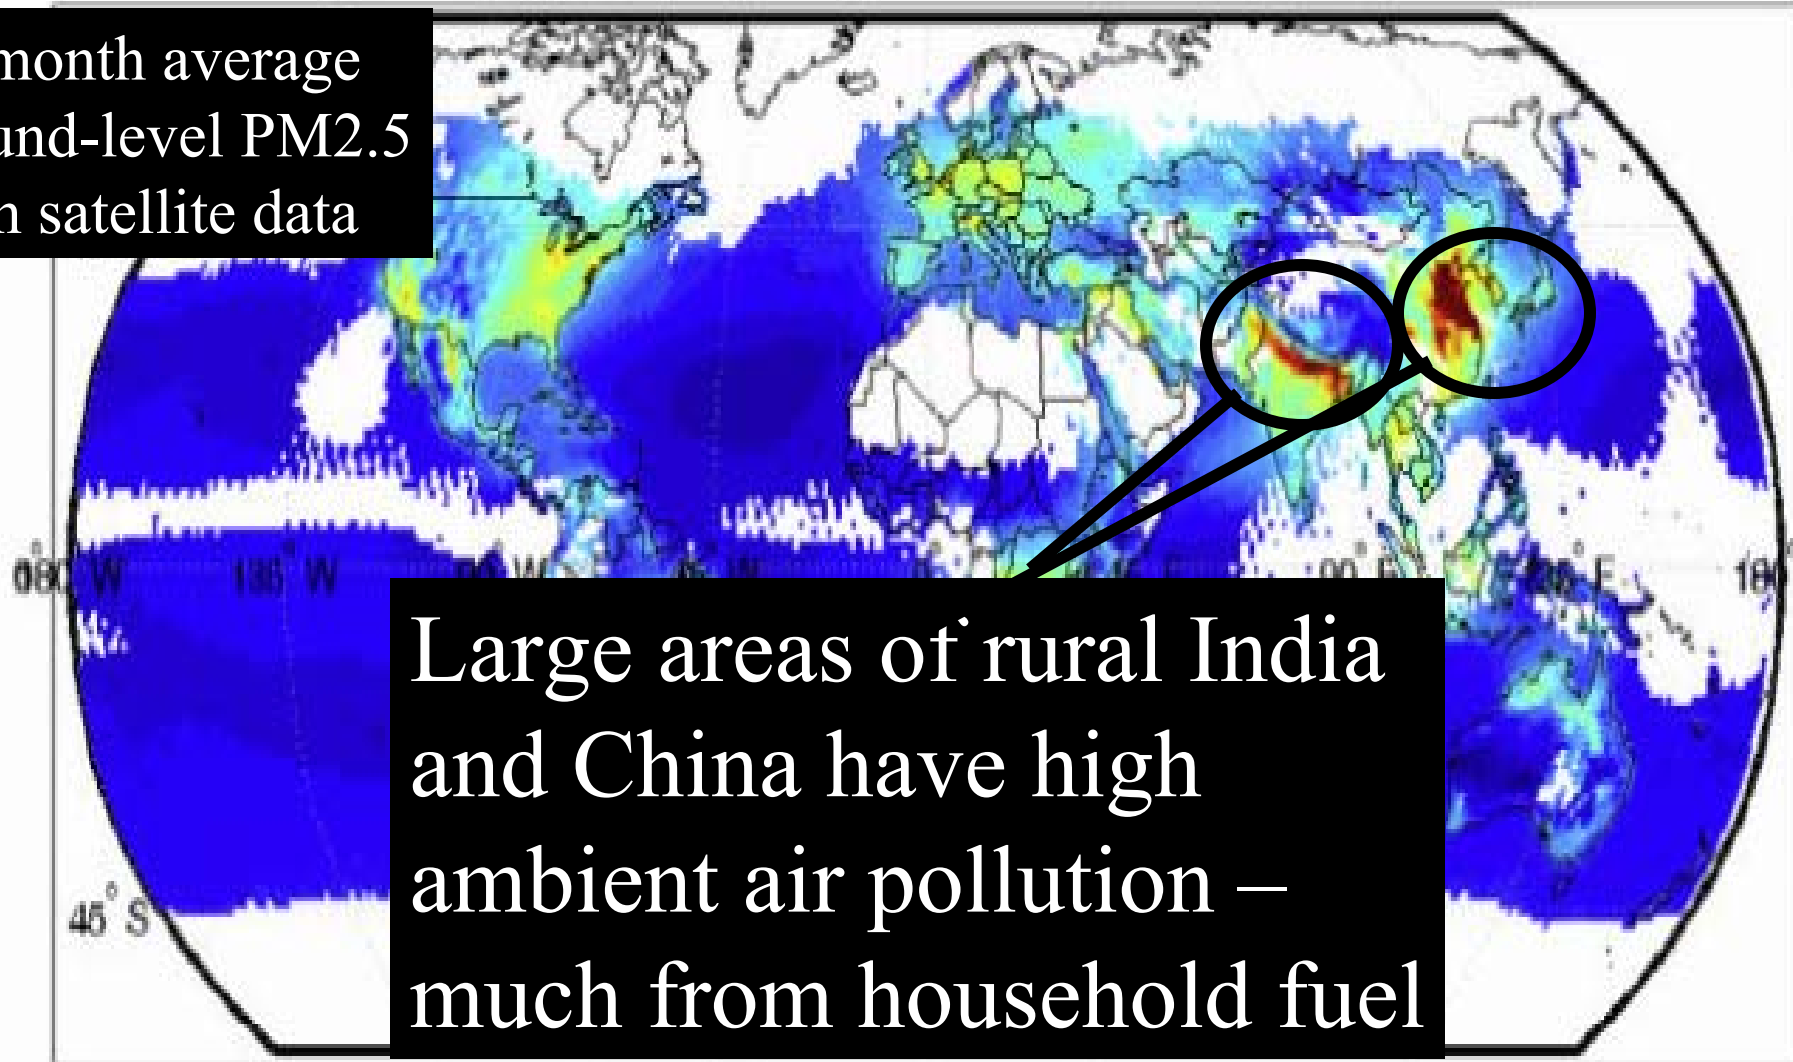 month average
und-level PM2.5
satellite data
135° W
Large areas of rural India
and China have high
ambient air pollution –
much from household fuel
45° S